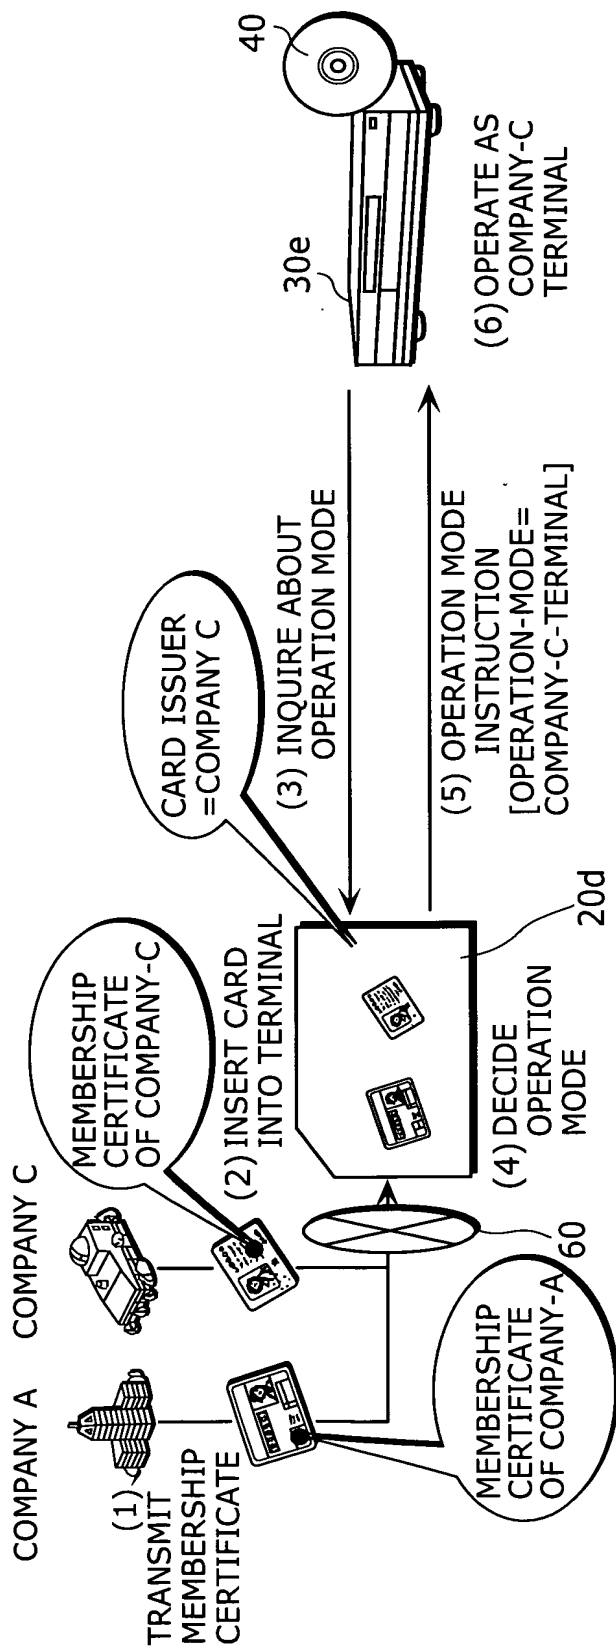 COMPANY A
COMPANY C
(1)
TRANSMIT
MEMBERSHIP
CERTIFICATE
MEMBERSHIP
CERTIFICATE
OF COMPANY-C
MEMBERSHIP
CERTIFICATE
OF COMPANY-A
60
(2) INSERT CARD
INTO TERMINAL
(4) DECIDE
OPERATION
MODE
20d
CARD ISSUER
=COMPANY C
(3) INQUIRE ABOUT
OPERATION MODE
(5) OPERATION MODE
INSTRUCTION
[OPERATION-MODE=
COMPANY-C-TERMINAL]
30e
40
(6) OPERATE AS
COMPANY-C
TERMINAL